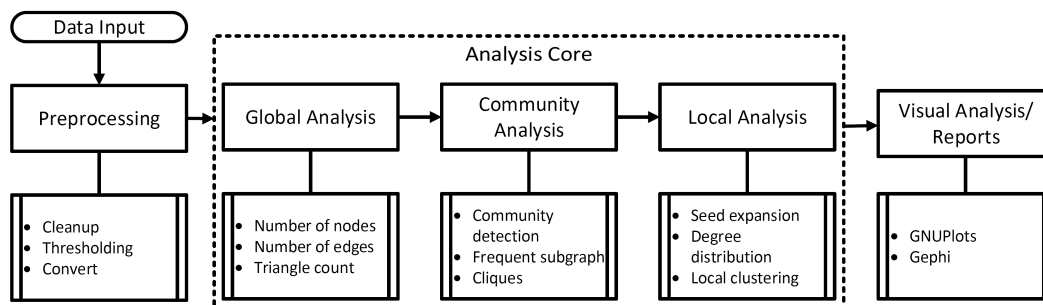 Data Input
Analysis Core
Preprocessing
Global Analysis
Community
Analysis
Local Analysis
Visual Analysis/
Reports
• Cleanup
• Thresholding
• Convert
• Number of nodes
• Number of edges
• Triangle count
• Community
detection
• Frequent subgraph
• Cliques
• Seed expansion
• Degree
distribution
• Local clustering
• GNUPlots
• Gephi